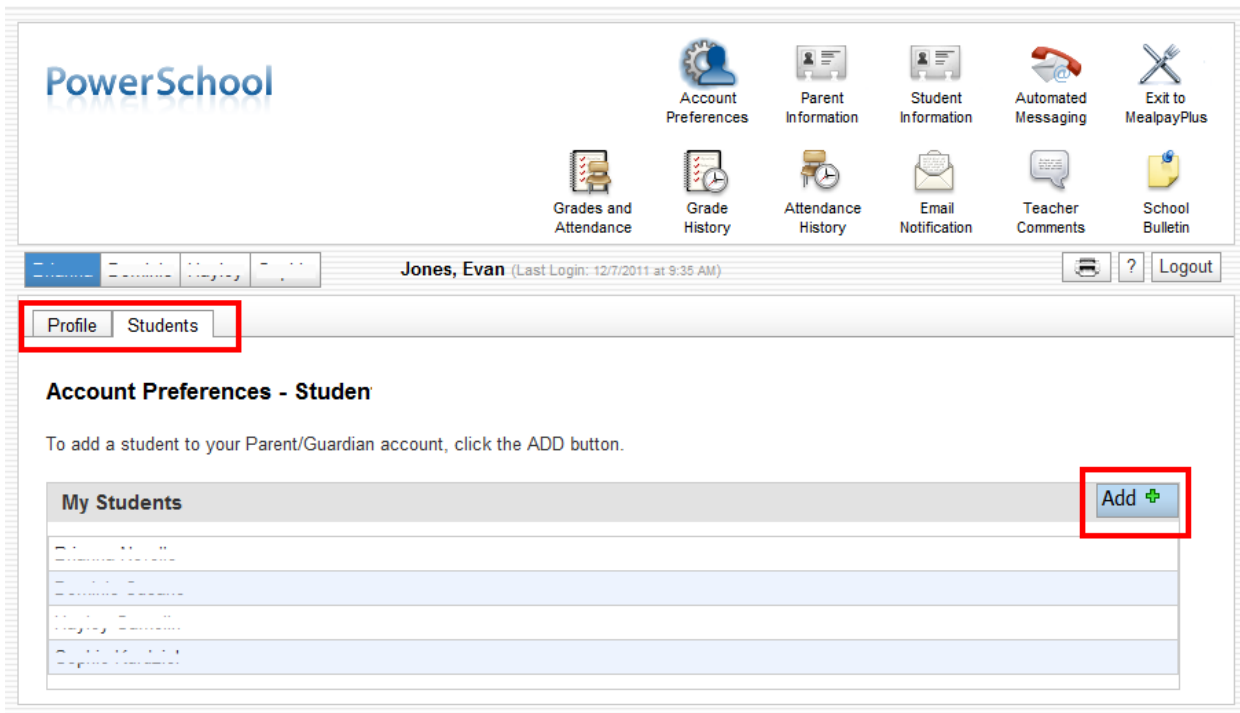 PowerSchool
Account Preferences
Parent Information
Student Information
Automated Messaging
Exit to MealpayPlus
Grades and Attendance
Grade History
Attendance History
Email Notification
Teacher Comments
School Bulletin
Jones, Evan (Last Login: 12/7/2011 at 9:35 AM)
? Logout
Profile Students
Account Preferences - Studen
To add a student to your Parent/Guardian account, click the ADD button.
My Students
Add